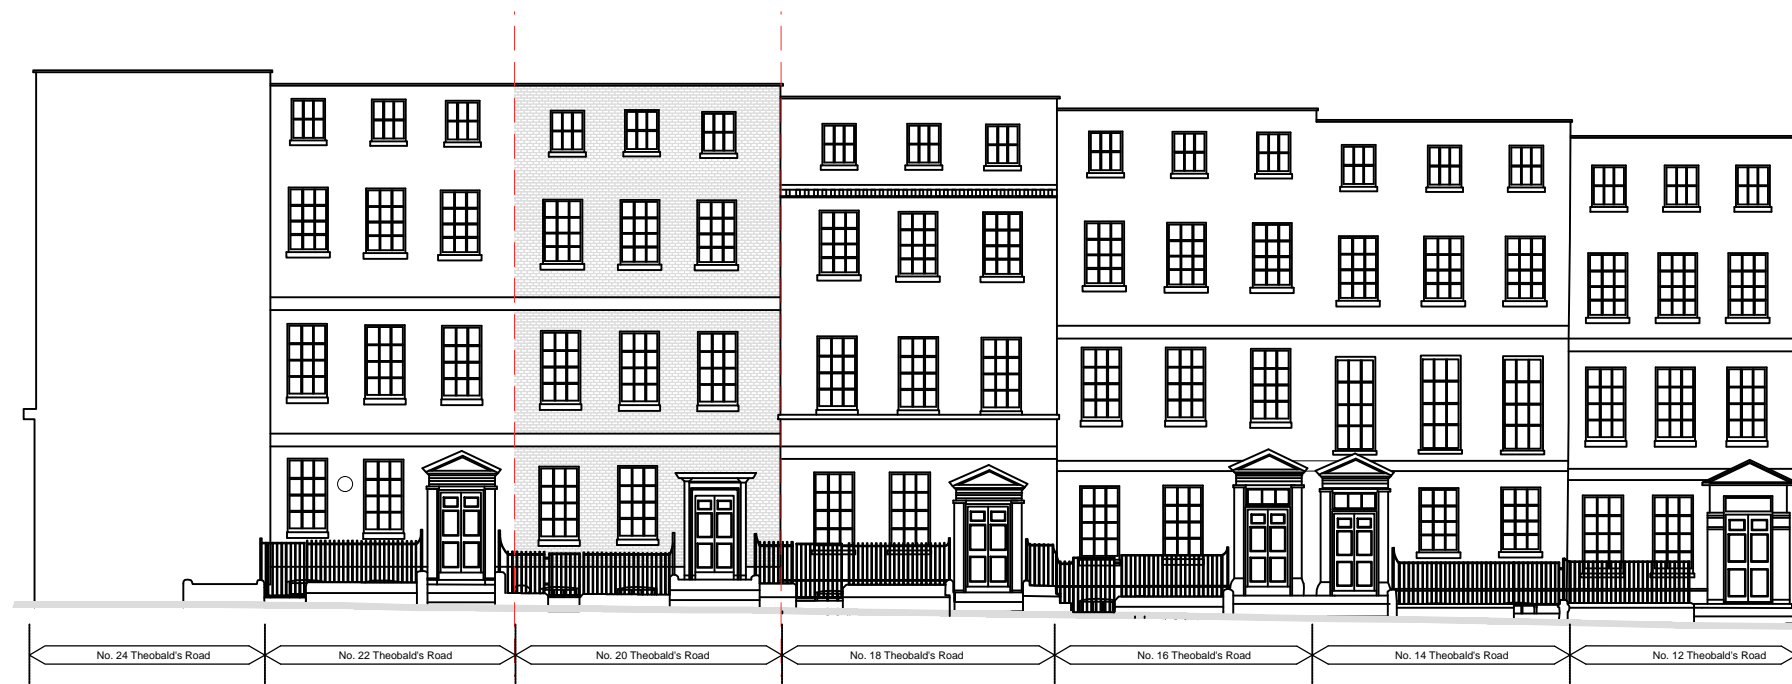 No. 24 Theobald's Road
No. 22 Theobald's Road
No. 20 Theobald's Road
No. 18 Theobald's Road
No. 16 Theobald's Road
No. 14 Theobald's Road
No. 12 Theobald's Road